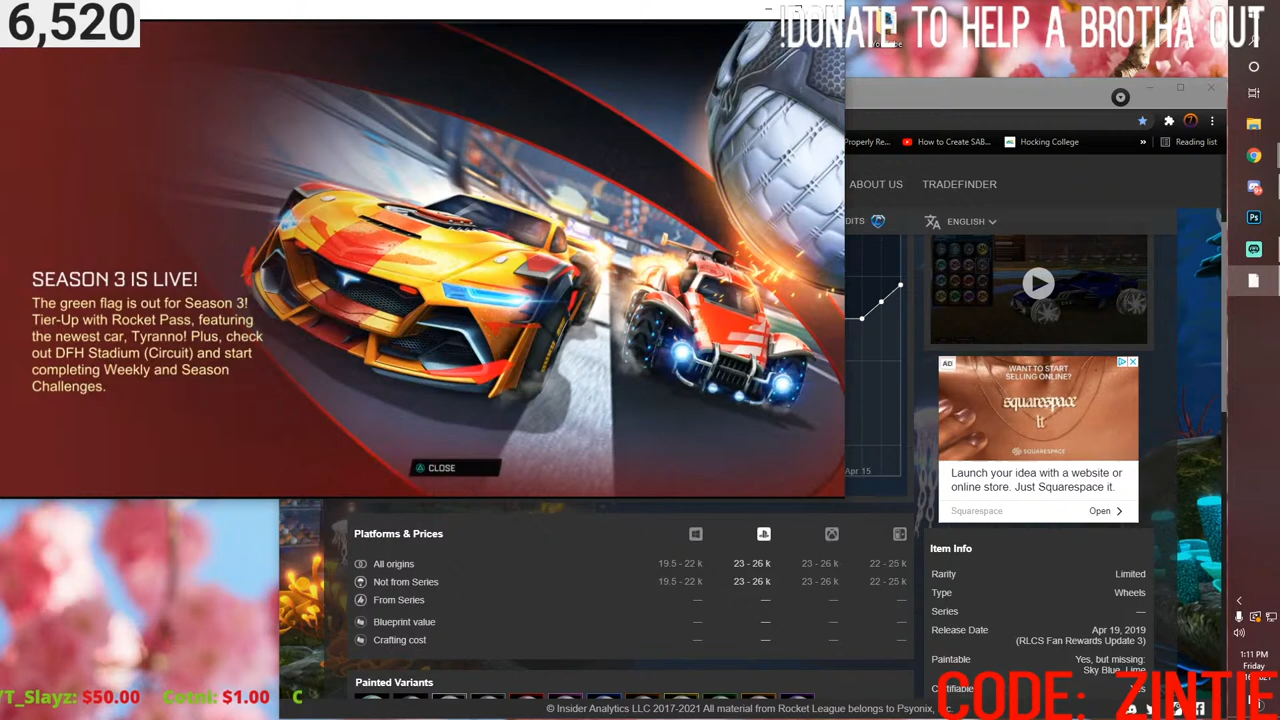 6,520
!DONATE TO HELP A BROTHA OUT
SEASON 3 IS LIVE!
The green flag is out for Season 3!
Tier-Up with Rocket Pass, featuring
the newest car, Tyranno! Plus, check
out DFH Stadium (Circuit) and start
completing Weekly and Season
Challenges.
CLOSE
Properly Re...
How to Create SAB...
Hocking College
»
Reading list
ABOUT US
TRADEFINDER
DITS
ENGLISH
Apr 15
AD
WANT TO START
SELLING ONLINE?
squarespace
it
SQUARESPACE
Launch your idea with a website or
online store. Just Squarespace it.
Squarespace
Open
Platforms & Prices
All origins 19.5 - 22 k 23 - 26 k 23 - 26 k 22 - 25 k
Not from Series 19.5 - 22 k 23 - 26 k 23 - 26 k 22 - 25 k
From Series — — — —
Blueprint value — — — —
Crafting cost — — — —
Painted Variants
Item Info
Rarity Limited
Type Wheels
Series —
Release Date Apr 19, 2019
(RLCS Fan Rewards Update 3)
Paintable Yes, but missing:
Sky Blue, Lime
© Insider Analytics LLC 2017-2021 All material from Rocket League belongs to Psyonix,
T_Slayz: $50.00 Cotni: $1.00 C
CODE: ZINTIE
1:11 PM
Friday